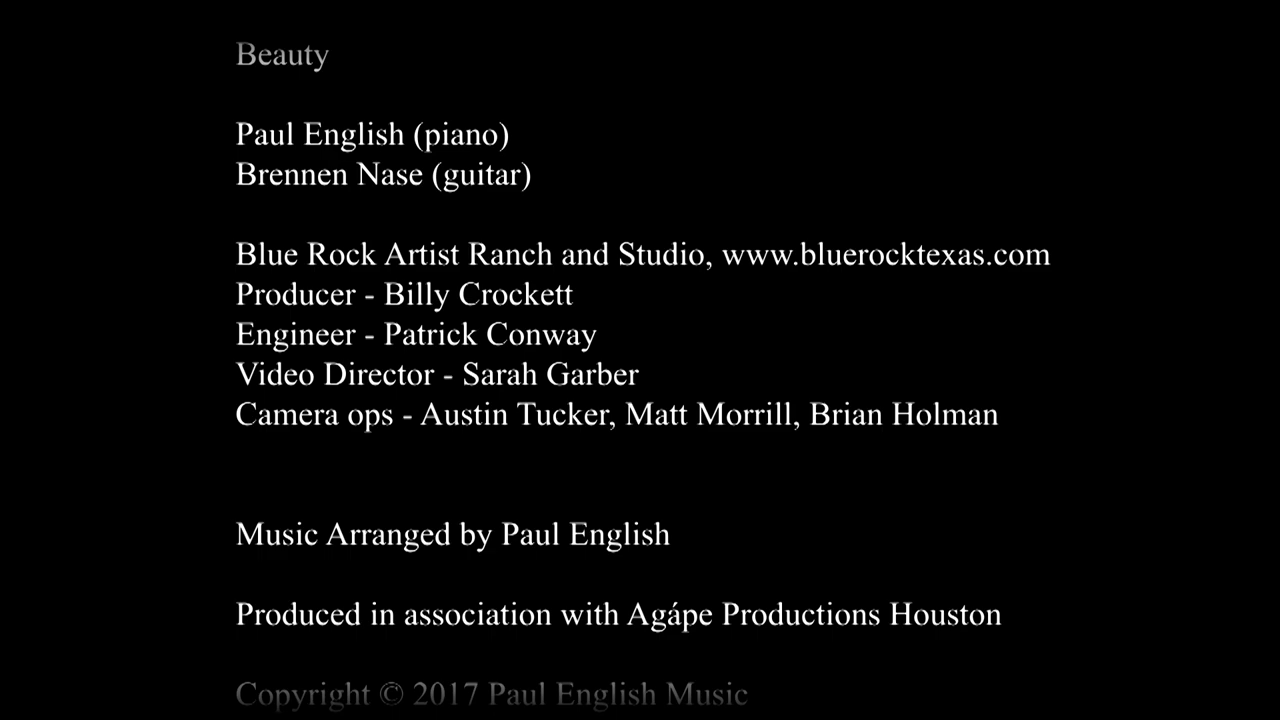 Beauty
Paul English (piano)
Brennen Nase (guitar)
Blue Rock Artist Ranch and Studio, www.bluerocktexas.com
Producer - Billy Crockett
Engineer - Patrick Conway
Video Director - Sarah Garber
Camera ops - Austin Tucker, Matt Morrill, Brian Holman
Music Arranged by Paul English
Produced in association with Agápe Productions Houston
Copyright © 2017 Paul English Music